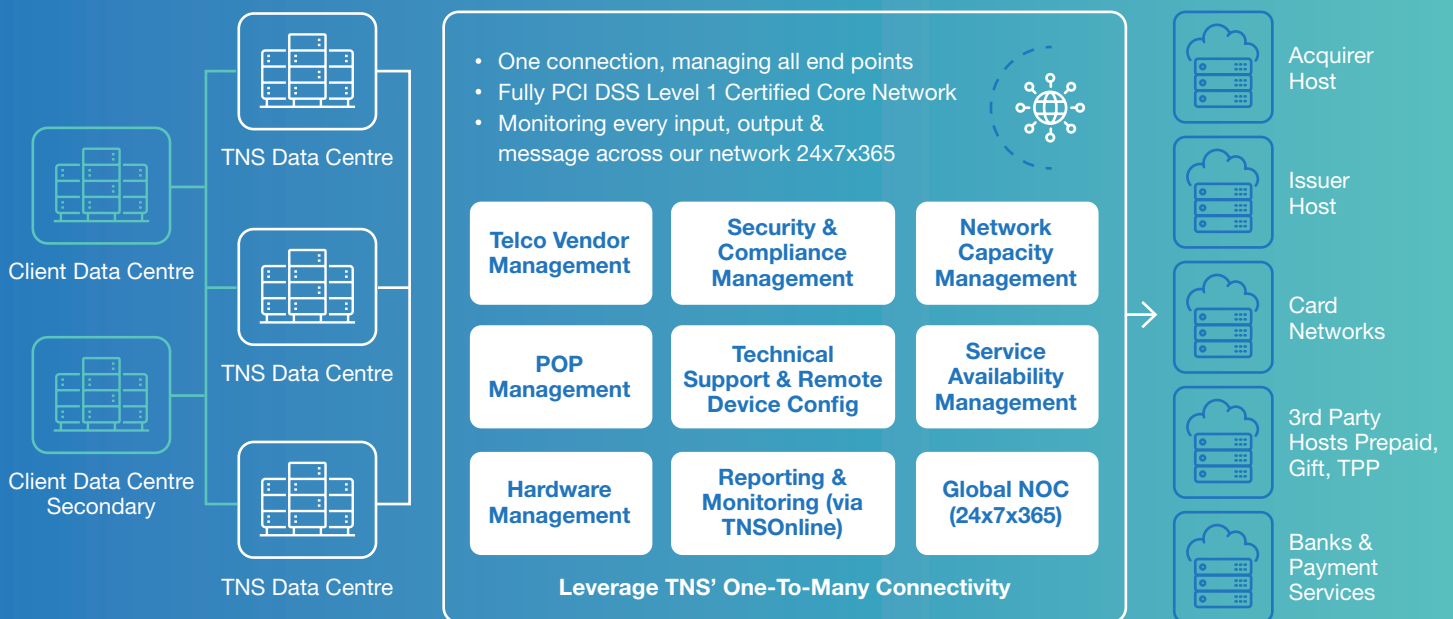 Client Data Centre
Client Data Centre
Secondary
TNS Data Centre
TNS Data Centre
TNS Data Centre
• One connection, managing all end points
• Fully PCI DSS Level 1 Certified Core Network
• Monitoring every input, output &
message across our network 24x7x365
Telco Vendor
Management
Security &
Compliance
Management
Network
Capacity
Management
POP
Management
Technical
Support & Remote
Device Config
Service
Availability
Management
Hardware
Management
Reporting &
Monitoring (via
TNSOnline)
Global NOC
(24x7x365)
Leverage TNS' One-To-Many Connectivity
Acquirer
Host
Issuer
Host
Card
Networks
3rd Party
Hosts Prepaid,
Gift, TPP
Banks &
Payment
Services